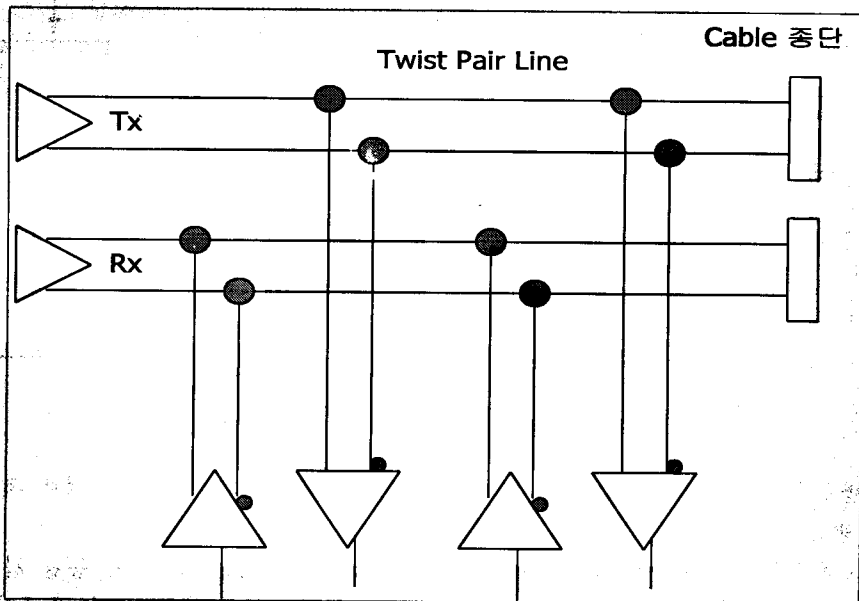 Cable 종단
Twist Pair Line
Tx
Rx